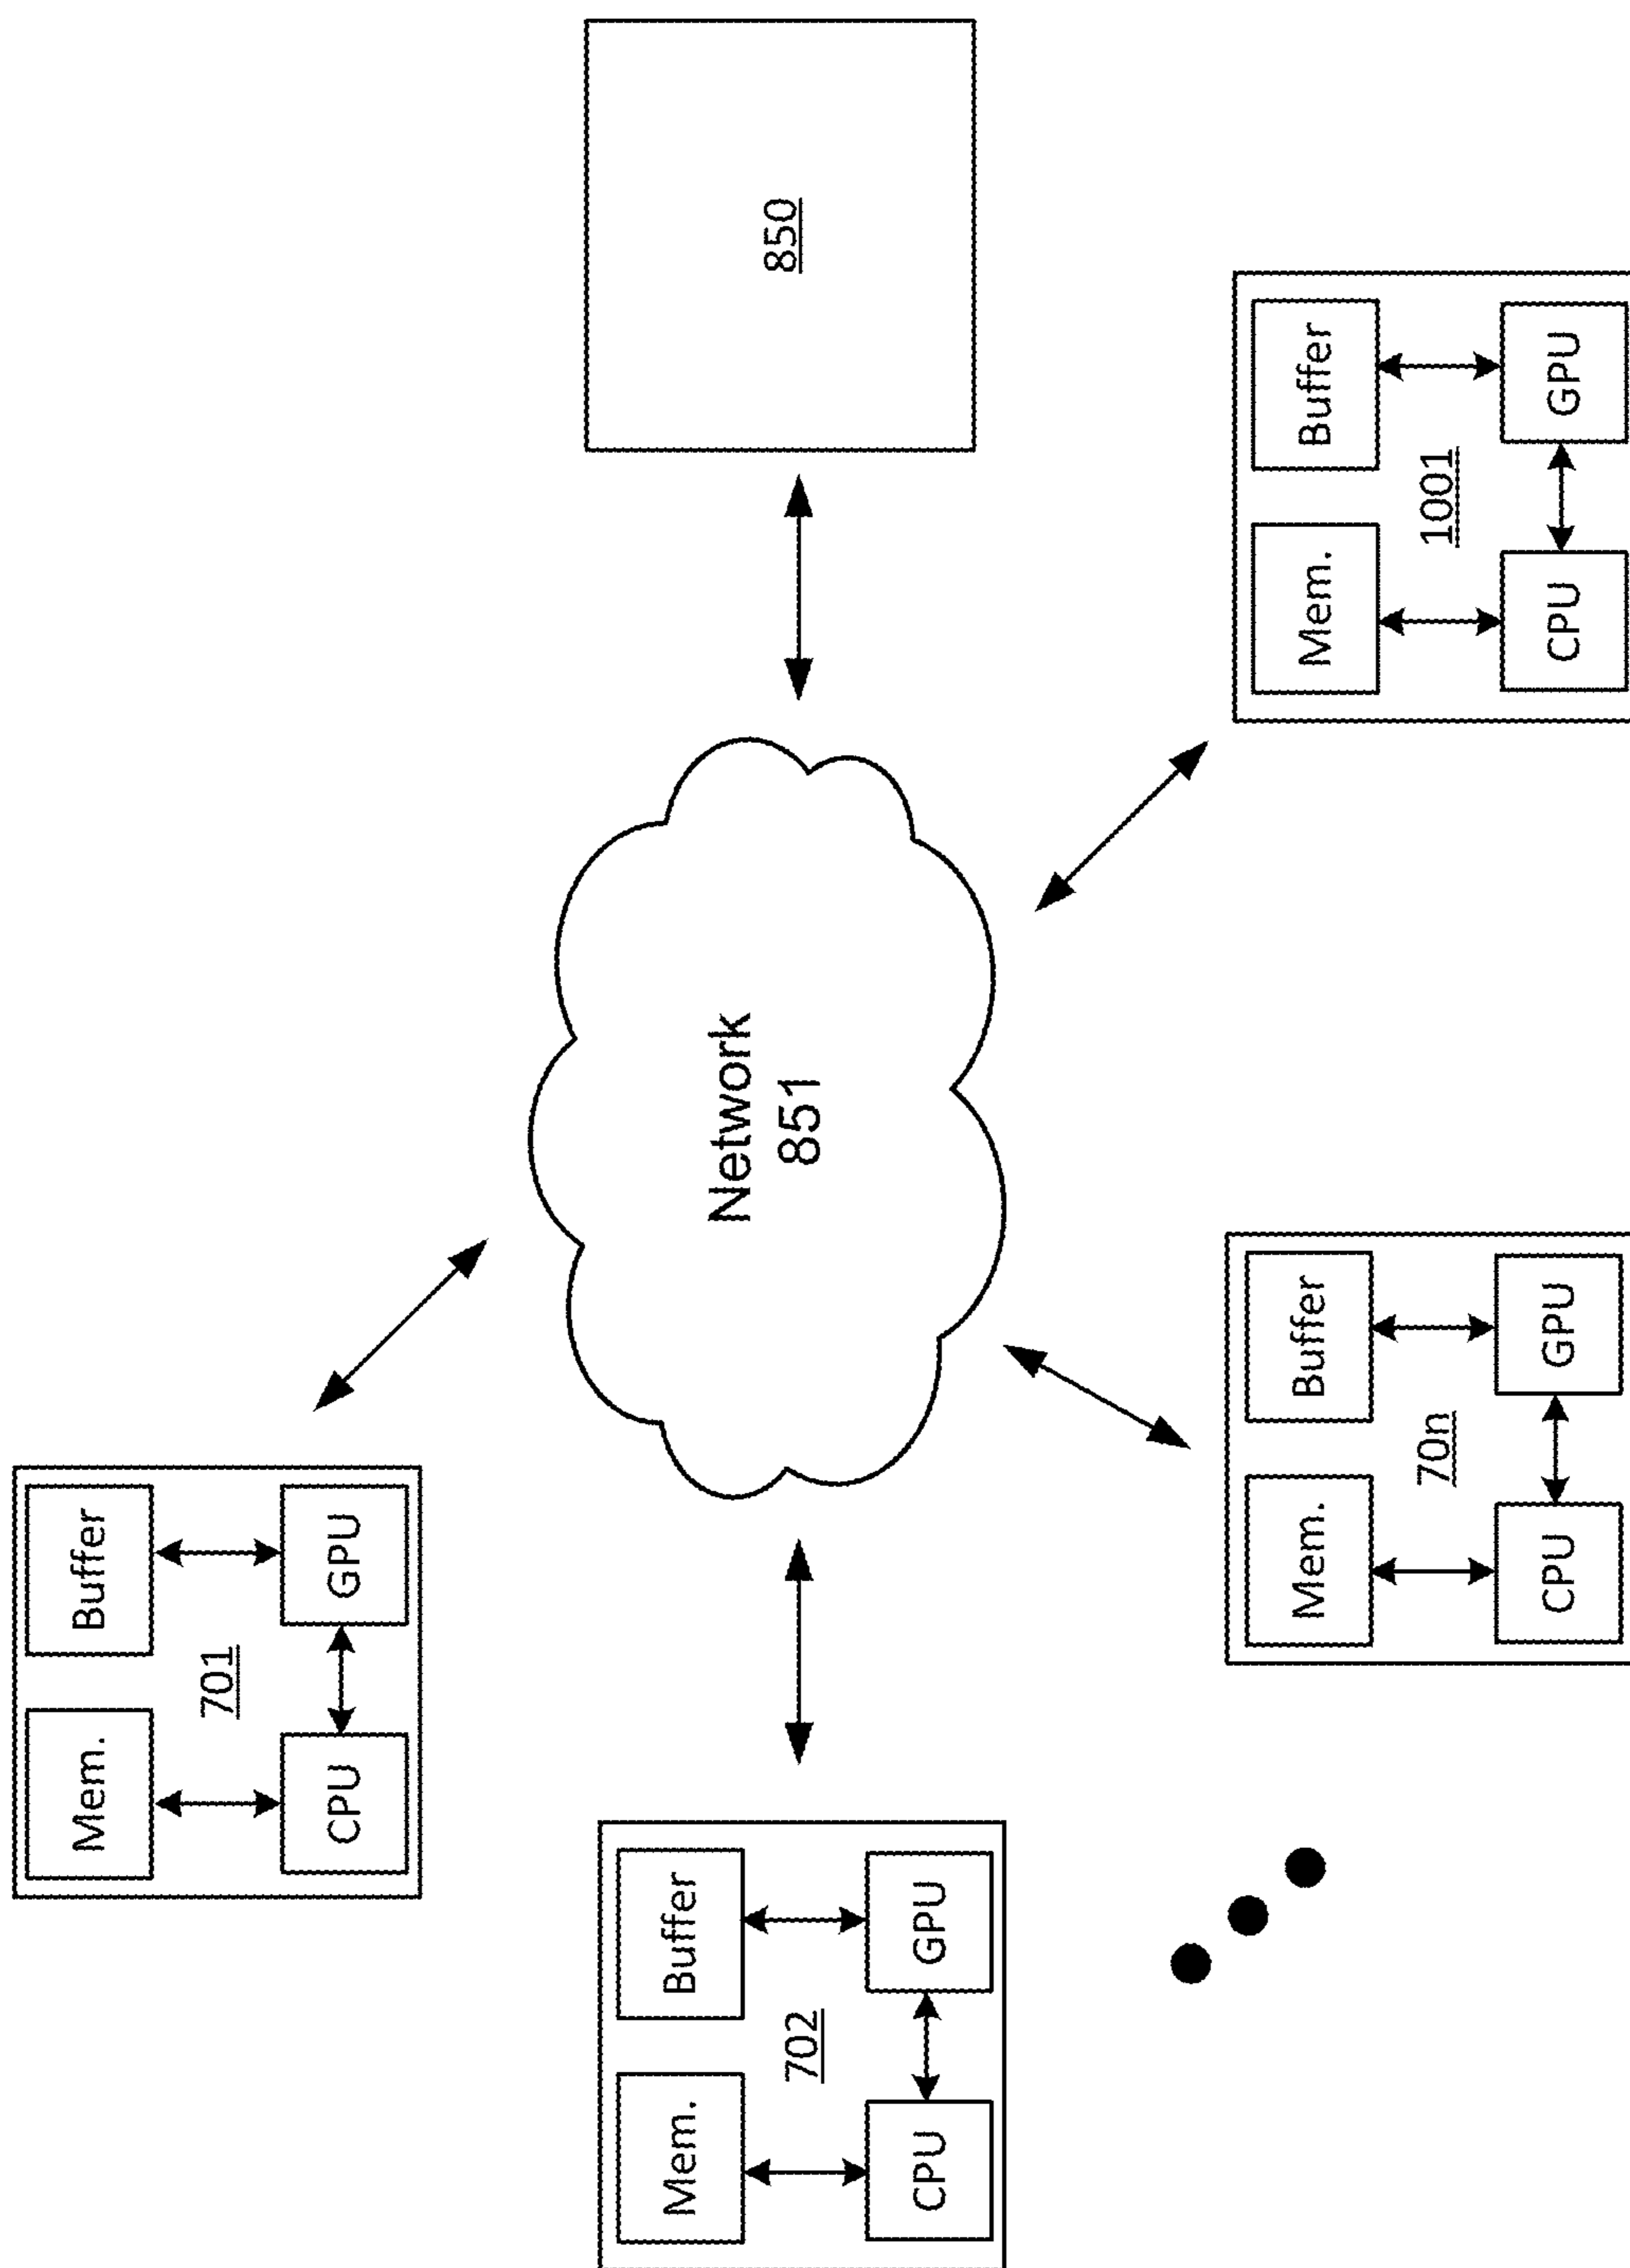 Mem.
Buffer
701
CPU
GPU
Mem.
Buffer
702
CPU
GPU
Network
851
850
Mem.
Buffer
70n
CPU
GPU
Mem.
Buffer
1001
CPU
GPU